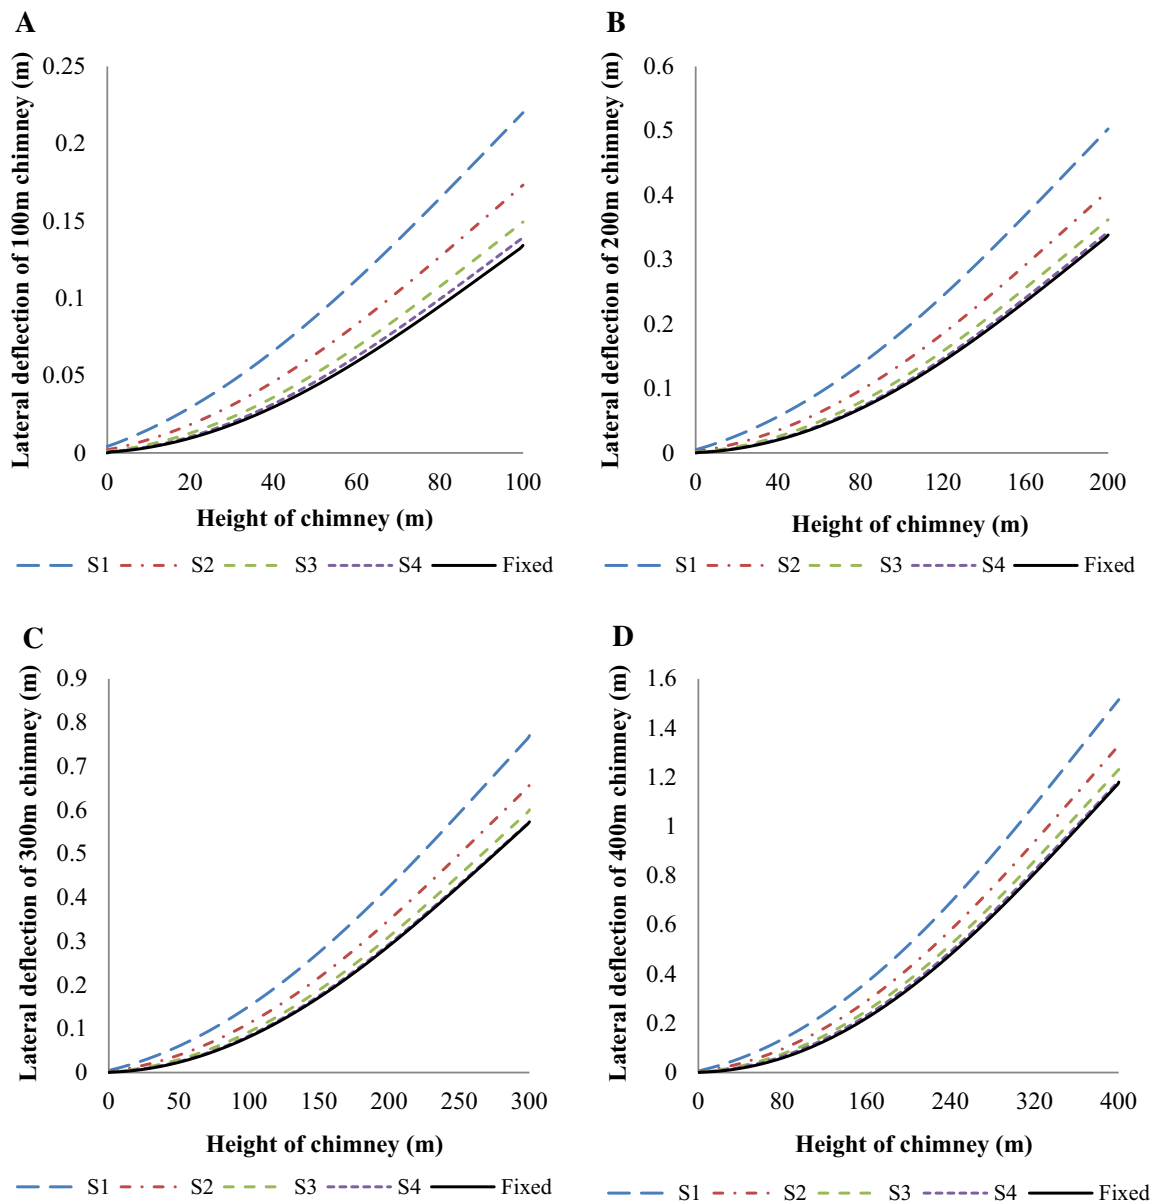 A
Lateral deflection of 100m chimney (m)
0.25
0.2
0.15
0.1
0.05
0
0 20 40 60 80 100
Height of chimney (m)
S1 S2 S3 S4 Fixed
B
Lateral deflection of 200m chimney (m)
0.6
0.5
0.4
0.3
0.2
0.1
0
0 40 80 120 160 200
Height of chimney (m)
S1 S2 S3 S4 Fixed
C
Lateral deflection of 300m chimney (m)
0.9
0.8
0.7
0.6
0.5
0.4
0.3
0.2
0.1
0
0 50 100 150 200 250 300
Height of chimney (m)
S1 S2 S3 S4 Fixed
D
Lateral deflection of 400m chimney (m)
1.6
1.4
1.2
1
0.8
0.6
0.4
0.2
0
0 80 160 240 320 400
Height of chimney (m)
S1 S2 S3 S4 Fixed